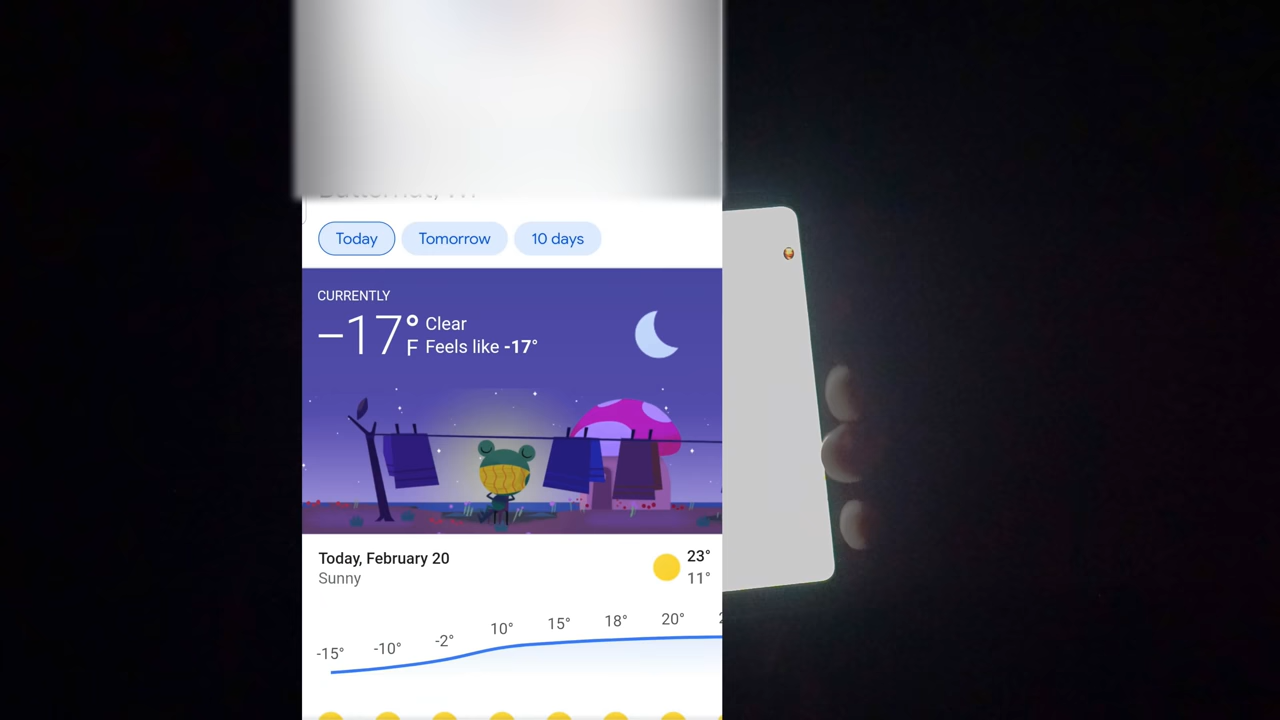 Today Tomorrow 10 days
CURRENTLY
−17°F
Clear
Feels like -17°
Today, February 20
Sunny
23°
11°
-15° -10° -2° 10° 15° 18° 20°